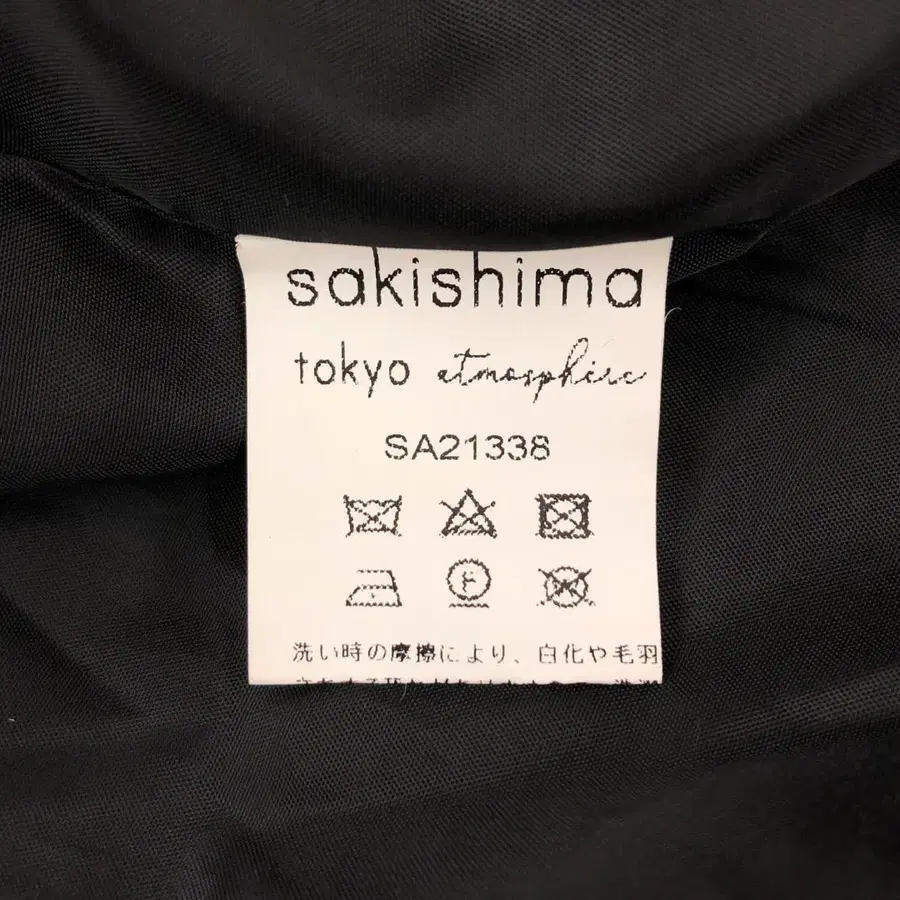 sakishima
tokyo atmosphere
SA21338
F
W
洗い時の摩擦により、白化や毛羽